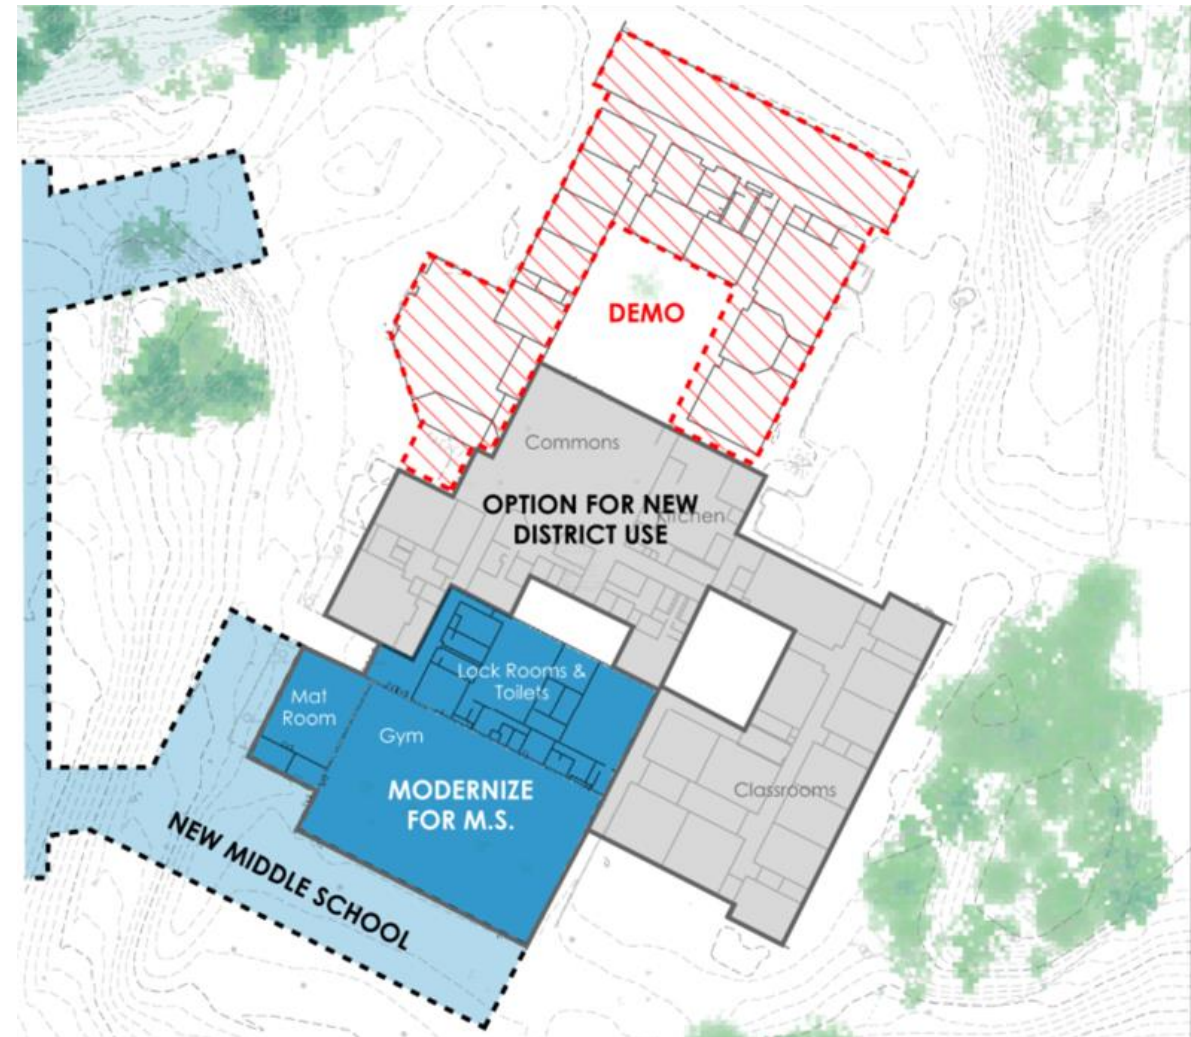 DEMO
Commons
OPTION FOR NEW
Kitchen
DISTRICT USE
Lock Rooms &
Toilets
Mat
Room
Gym
MODERNIZE
FOR M.S.
Classrooms
NEW MIDDLE SCHOOL